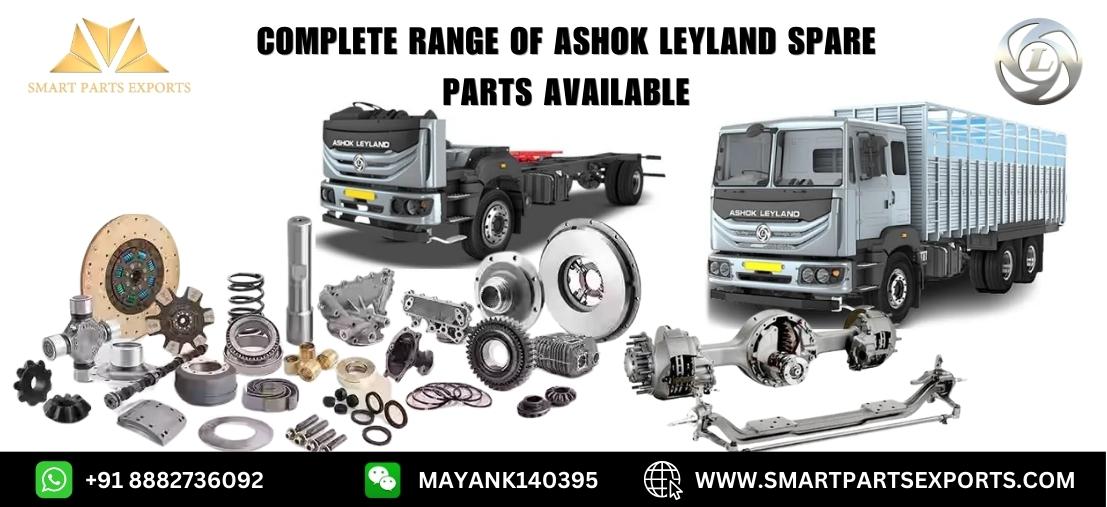 SMART PARTS EXPORTS
COMPLETE RANGE OF ASHOK LEYLAND SPARE
PARTS AVAILABLE
L
ASHOK LEYLAND
ASHOK LEYLAND
+91 8882736092
MAYANK140395
WWW.SMARTPARTSEXPORTS.COM